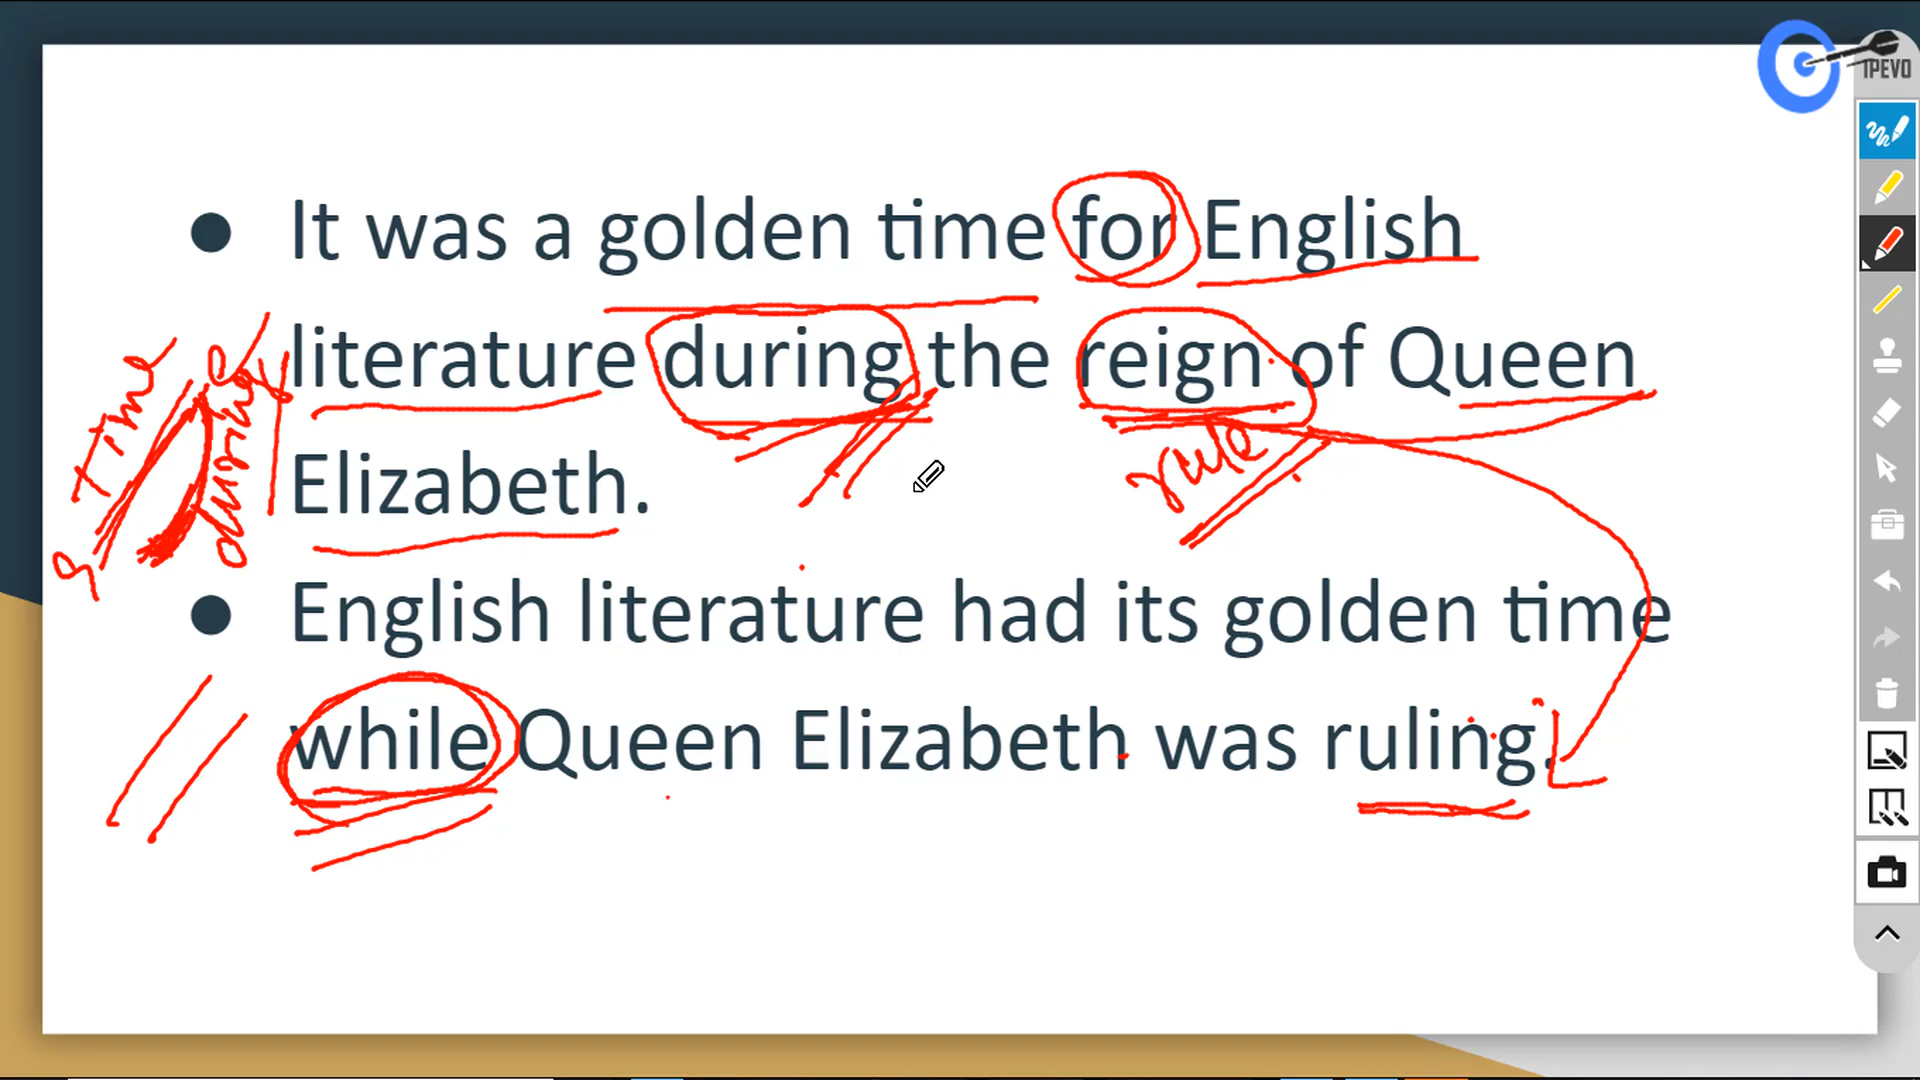 IPEVO
● It was a golden time for English
literature during the reign of Queen
Elizabeth.
rule
time
● English literature had its golden time
while Queen Elizabeth was ruling.